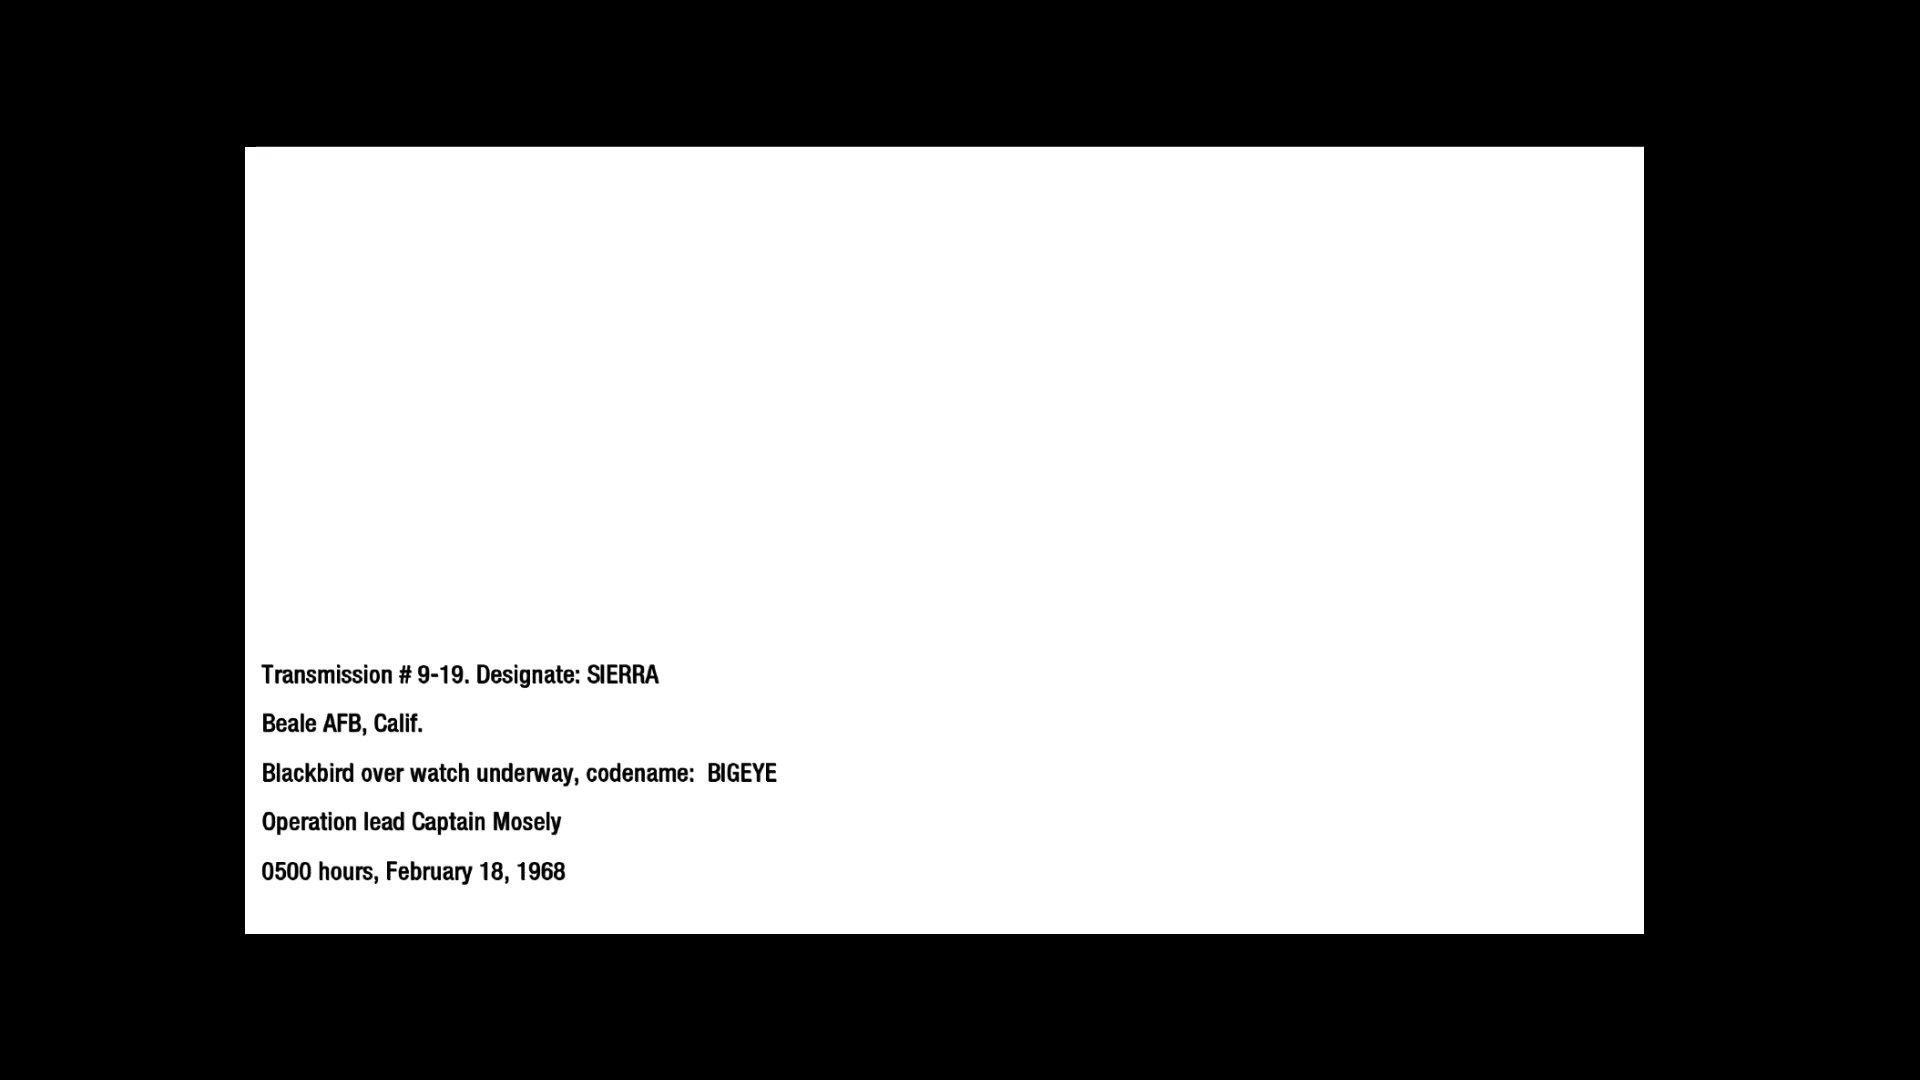 Transmission # 9-19. Designate: SIERRA
Beale AFB, Calif.
Blackbird over watch underway, codename:  BIGEYE
Operation lead Captain Mosely
0500 hours, February 18, 1968